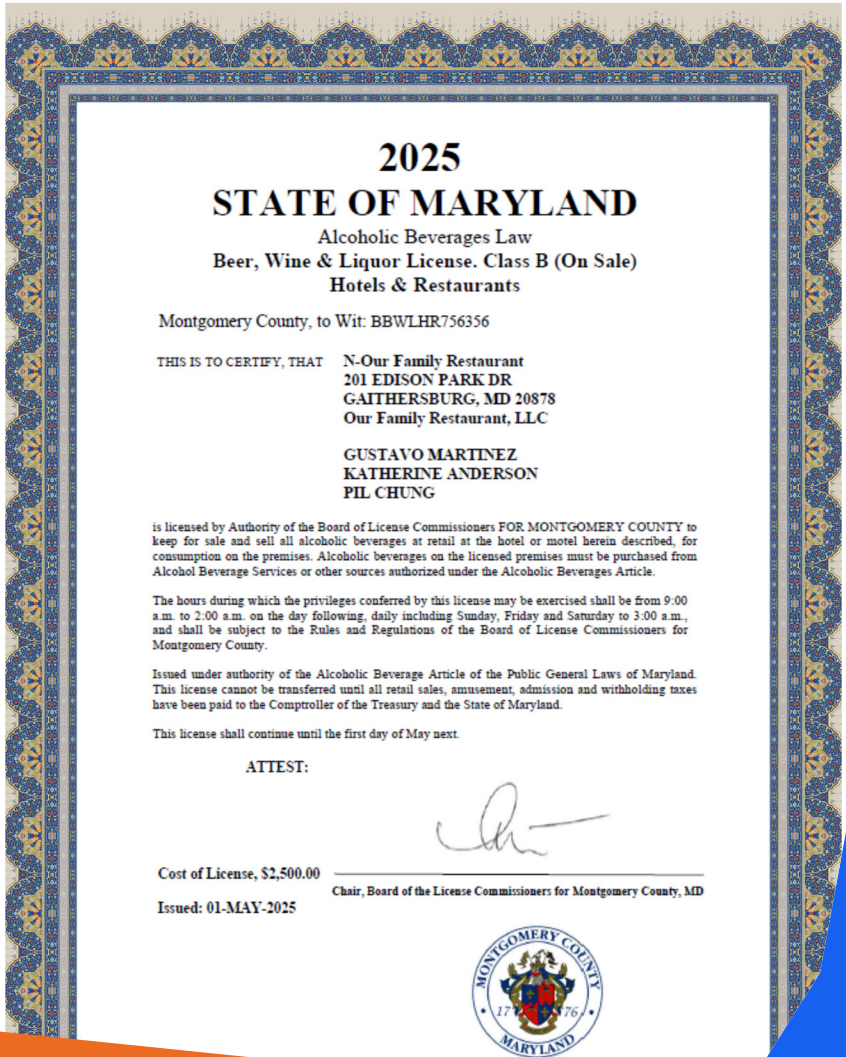 2025
STATE OF MARYLAND
Alcoholic Beverages Law
Beer, Wine & Liquor License. Class B (On Sale)
Hotels & Restaurants
Montgomery County, to Wit: BBWLHR756356
THIS IS TO CERTIFY, THAT N-Our Family Restaurant
201 EDISON PARK DR
GAITHERSBURG, MD 20878
Our Family Restaurant, LLC
GUSTAVO MARTINEZ
KATHERINE ANDERSON
PIL CHUNG
is licensed by Authority of the Board of License Commissioners FOR MONTGOMERY COUNTY to
keep for sale and sell all alcoholic beverages at retail at the hotel or motel herein described, for
consumption on the premises. Alcoholic beverages on the licensed premises must be purchased from
Alcohol Beverage Services or other sources authorized under the Alcoholic Beverages Article.
The hours during which the privileges conferred by this license may be exercised shall be from 9:00
a.m. to 2:00 a.m. on the day following, daily including Sunday, Friday and Saturday to 3:00 a.m.,
and shall be subject to the Rules and Regulations of the Board of License Commissioners for
Montgomery County.
Issued under authority of the Alcoholic Beverage Article of the Public General Laws of Maryland.
This license cannot be transferred until all retail sales, amusement, admission and withholding taxes
have been paid to the Comptroller of the Treasury and the State of Maryland.
This license shall continue until the first day of May next.
ATTEST:
Cost of License, $2,500.00
Chair, Board of the License Commissioners for Montgomery County, MD
Issued: 01-MAY-2025
MONTGOMERY COUNTY
1776
MARYLAND